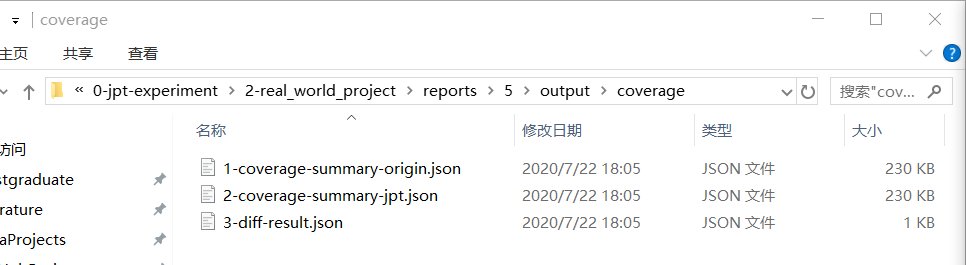 coverage
主页 共享 查看
« 0-jpt-experiment > 2-real_world_project > reports > 5 > output > coverage 搜索"cov...
名称 修改日期 类型 大小
访问
stgraduate
rature
aProjects
1-coverage-summary-origin.json 2020/7/22 18:05 JSON 文件 230 KB
2-coverage-summary-jpt.json 2020/7/22 18:05 JSON 文件 230 KB
3-diff-result.json 2020/7/22 18:05 JSON 文件 1 KB